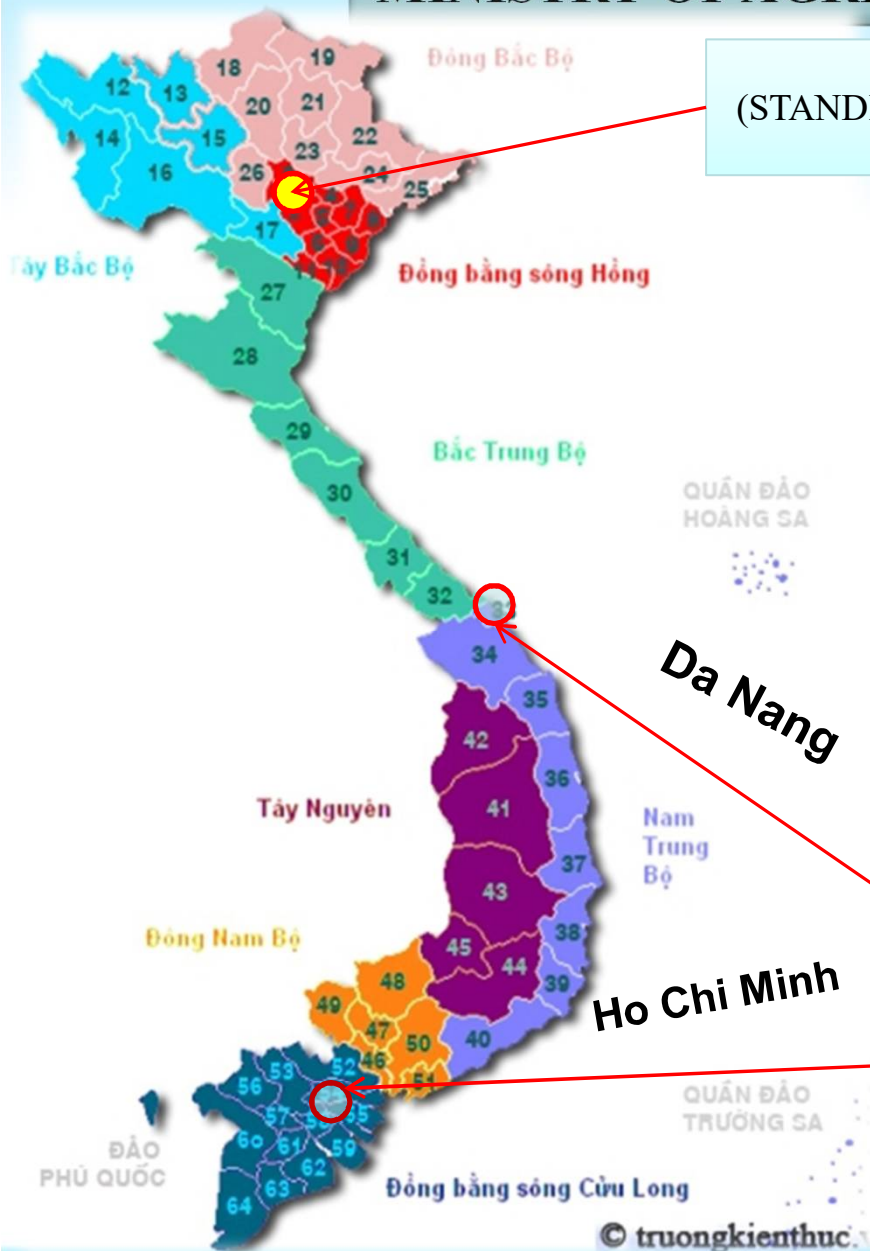 MINISTRY OF AGRI
Đông Bắc Bộ
(STAND
19
18
12
13
20
21
14
15
22
23
16
26
24
25
17
Tây Bắc Bộ
Đồng bằng sông Hồng
27
28
29
Bắc Trung Bộ
30
QUẦN ĐẢO
HOÀNG SA
31
32
34
Da Nang
35
42
36
Tây Nguyên
41
Nam
Trung
Bộ
37
43
38
Đông Nam Bộ
45
44
48
39
Ho Chi Minh
49
47
50
40
46
52
53
51
56
57
55
QUẦN ĐẢO
TRƯỜNG SA
60
61
59
ĐẢO
PHÚ QUỐC
62
63
64
Đồng bằng sông Cửu Long
© truongkienthuc.v